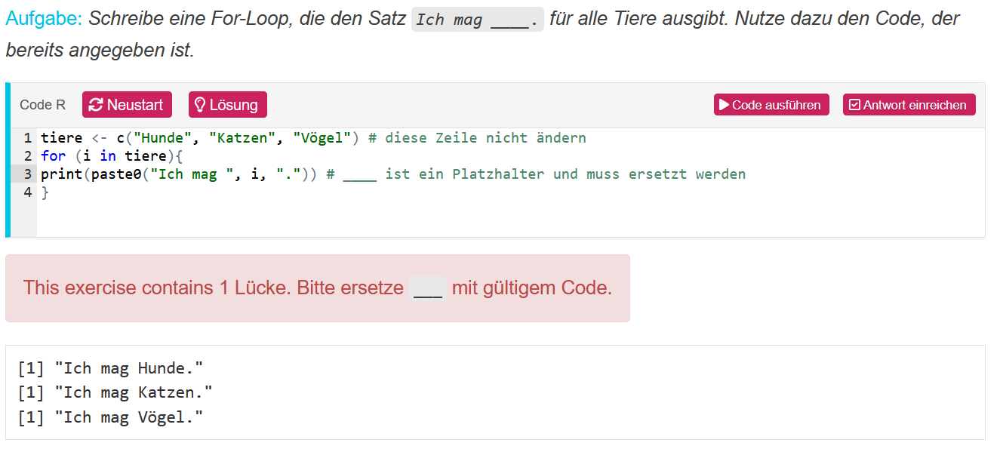 Aufgabe: Schreibe eine For-Loop, die den Satz Ich mag ____. für alle Tiere ausgibt. Nutze dazu den Code, der
bereits angegeben ist.
Code R Neustart Lösung Code ausführen Antwort einreichen
1 tiere <- c("Hunde", "Katzen", "Vögel") # diese Zeile nicht ändern
2 for (i in tiere){
3 print(paste0("Ich mag ", i, ".")) # ____ ist ein Platzhalter und muss ersetzt werden
4 }
This exercise contains 1 Lücke. Bitte ersetze ___ mit gültigem Code.
[1] "Ich mag Hunde."
[1] "Ich mag Katzen."
[1] "Ich mag Vögel."